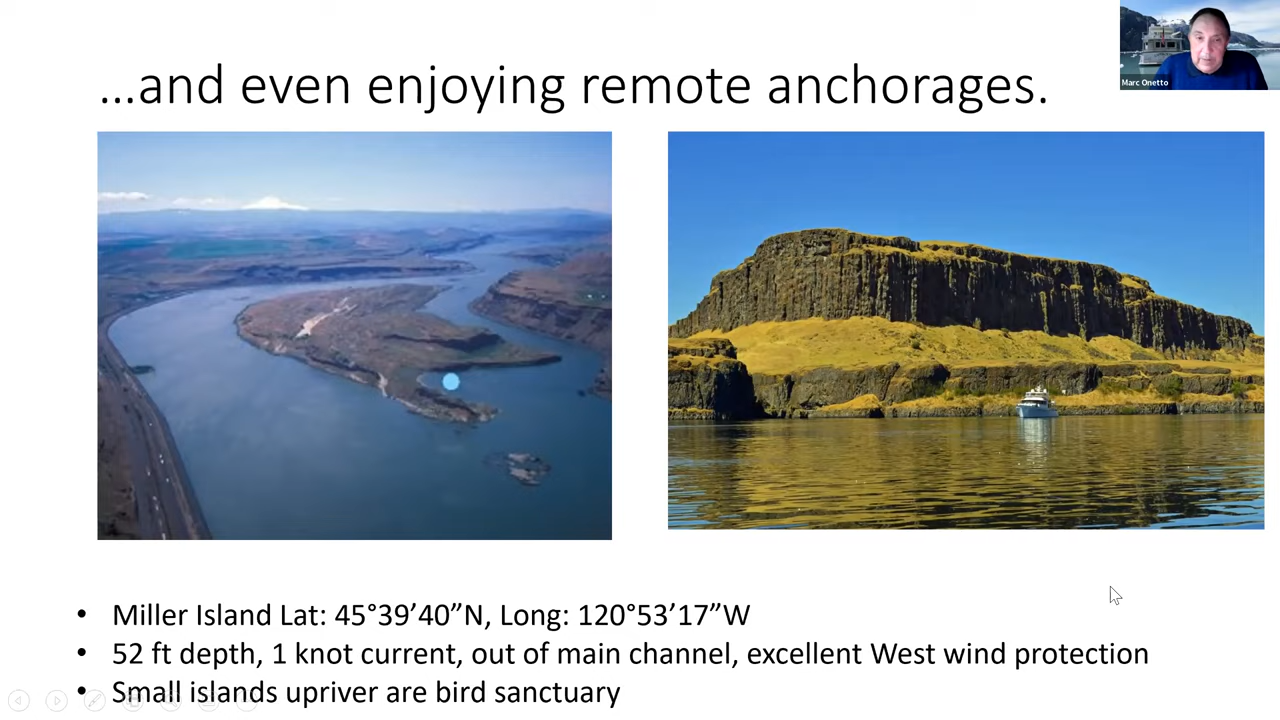 …and even enjoying remote anchorages.
Marc Onetto
• Miller Island Lat: 45°39’40”N, Long: 120°53’17”W
• 52 ft depth, 1 knot current, out of main channel, excellent West wind protection
• Small islands upriver are bird sanctuary